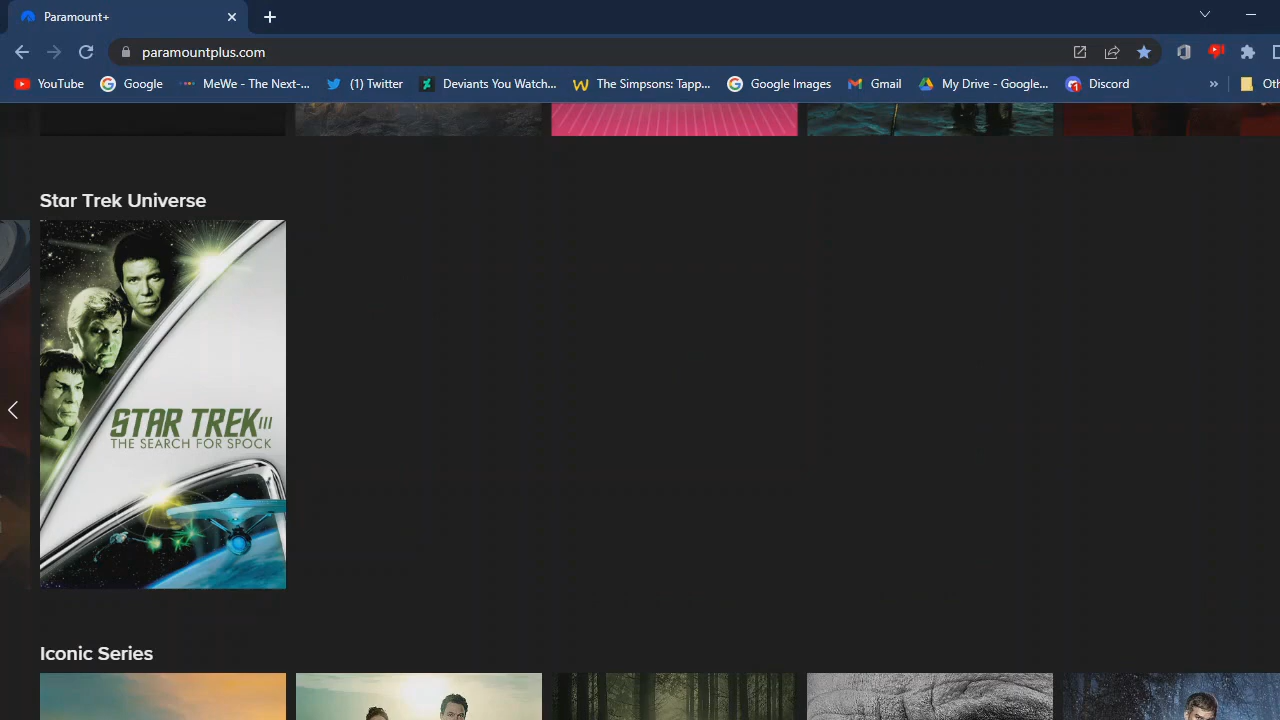 Paramount+
paramountplus.com
YouTube
Google
MeWe - The Next-...
(1) Twitter
Deviants You Watch...
The Simpsons: Tapp...
Google Images
Gmail
My Drive - Google...
Discord
»
Oth
Star Trek Universe
STAR TREK III
THE SEARCH FOR SPOCK
Iconic Series